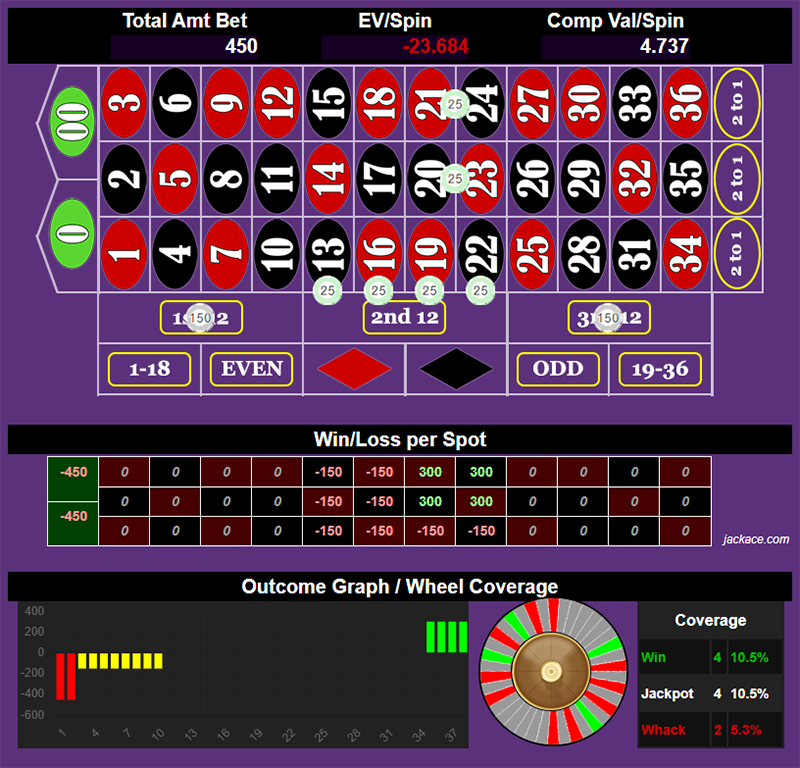 Total Amt Bet EV/Spin Comp Val/Spin
450 -23.684 4.737
00 3 6 9 12 15 18 21 25 24 27 30 33 36 2 to 1
2 5 8 11 14 17 20 25 23 26 29 32 35 2 to 1
0 1 4 7 10 13 16 19 22 25 28 31 34 2 to 1
25 25 25 25
150 2nd 12 150
1-18 EVEN ODD 19-36
Win/Loss per Spot
-450 0 0 0 0 -150 -150 300 300 0 0 0 0
0 0 0 0 -150 -150 300 300 0 0 0 0
-450 0 0 0 0 -150 -150 -150 -150 0 0 0 0
jackace.com
Outcome Graph / Wheel Coverage
400
200
0
-200
-400
-600
1 4 7 10 13 16 19 22 25 28 31 34 37
Coverage
Win 4 10.5%
Jackpot 4 10.5%
Whack 2 5.3%